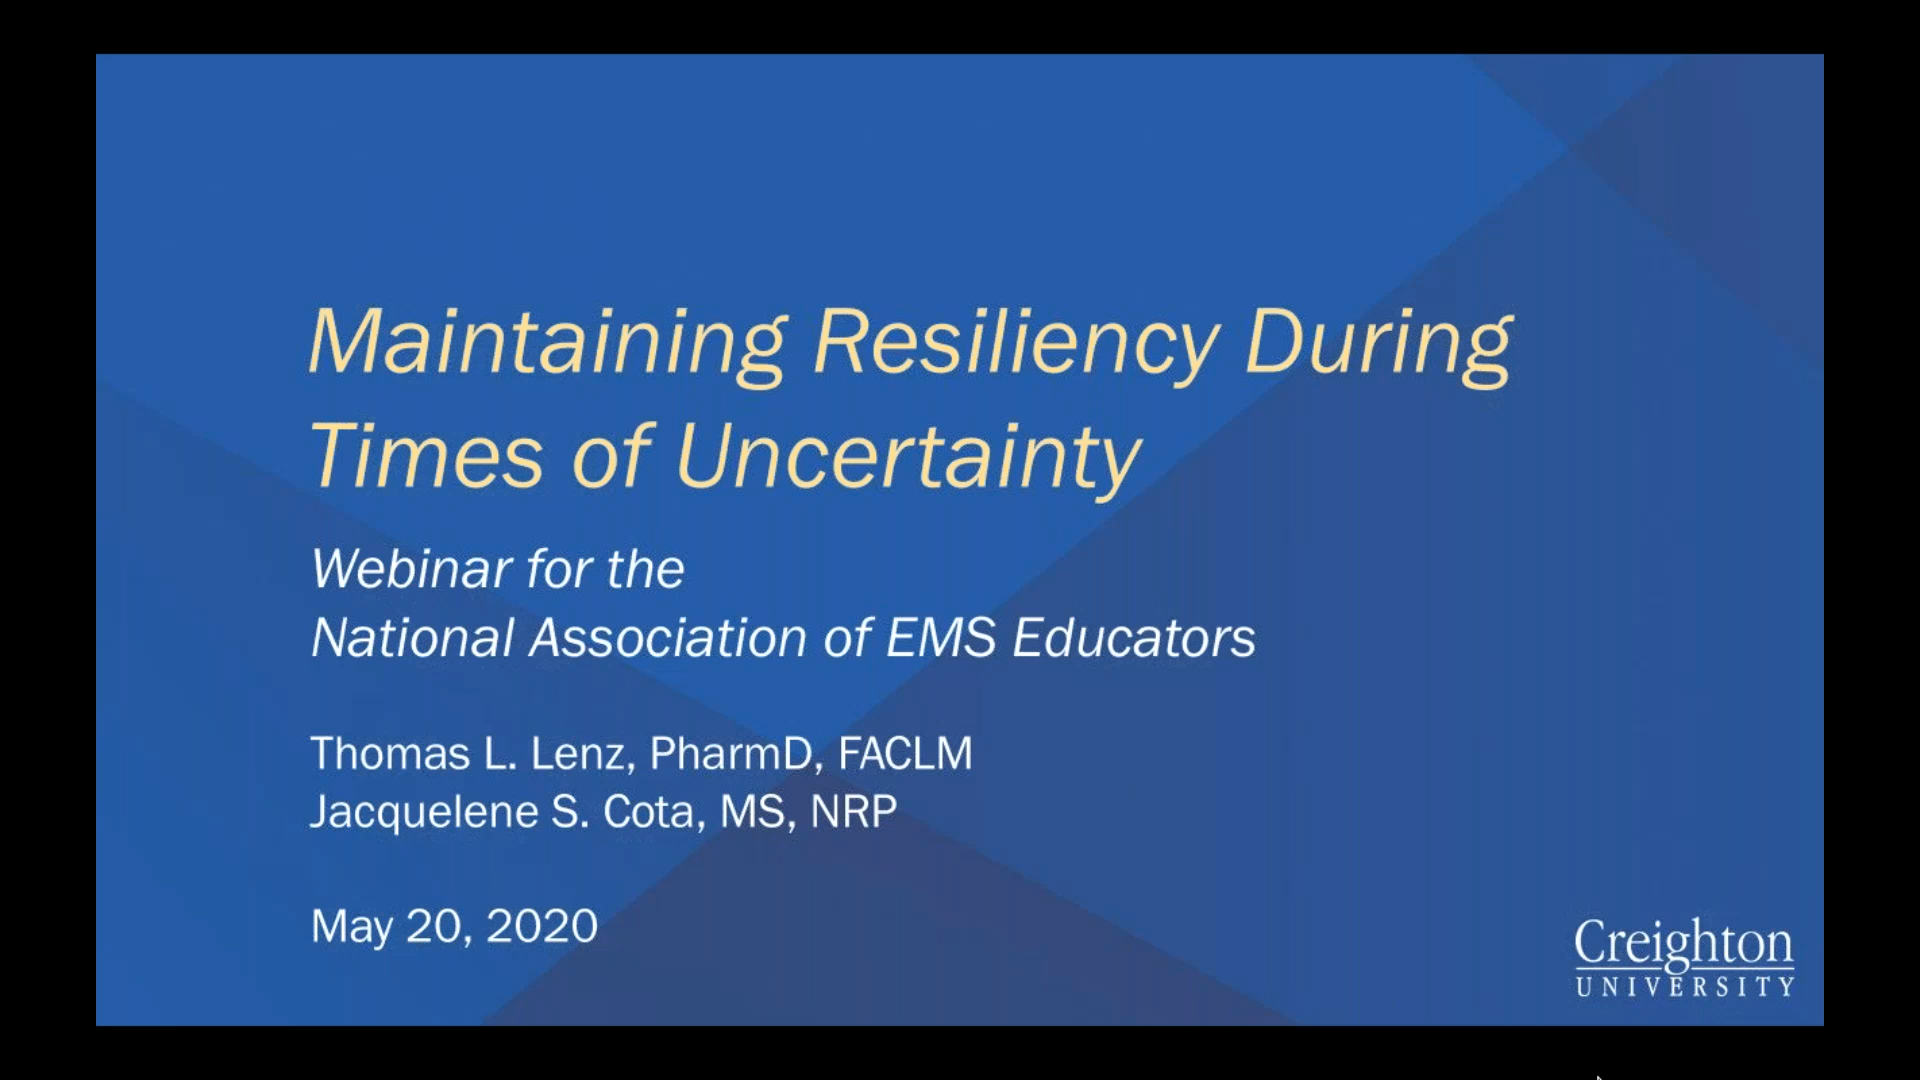 Maintaining Resiliency During
Times of Uncertainty
Webinar for the
National Association of EMS Educators
Thomas L. Lenz, PharmD, FACLM
Jacquelene S. Cota, MS, NRP
May 20, 2020
Creighton
UNIVERSITY